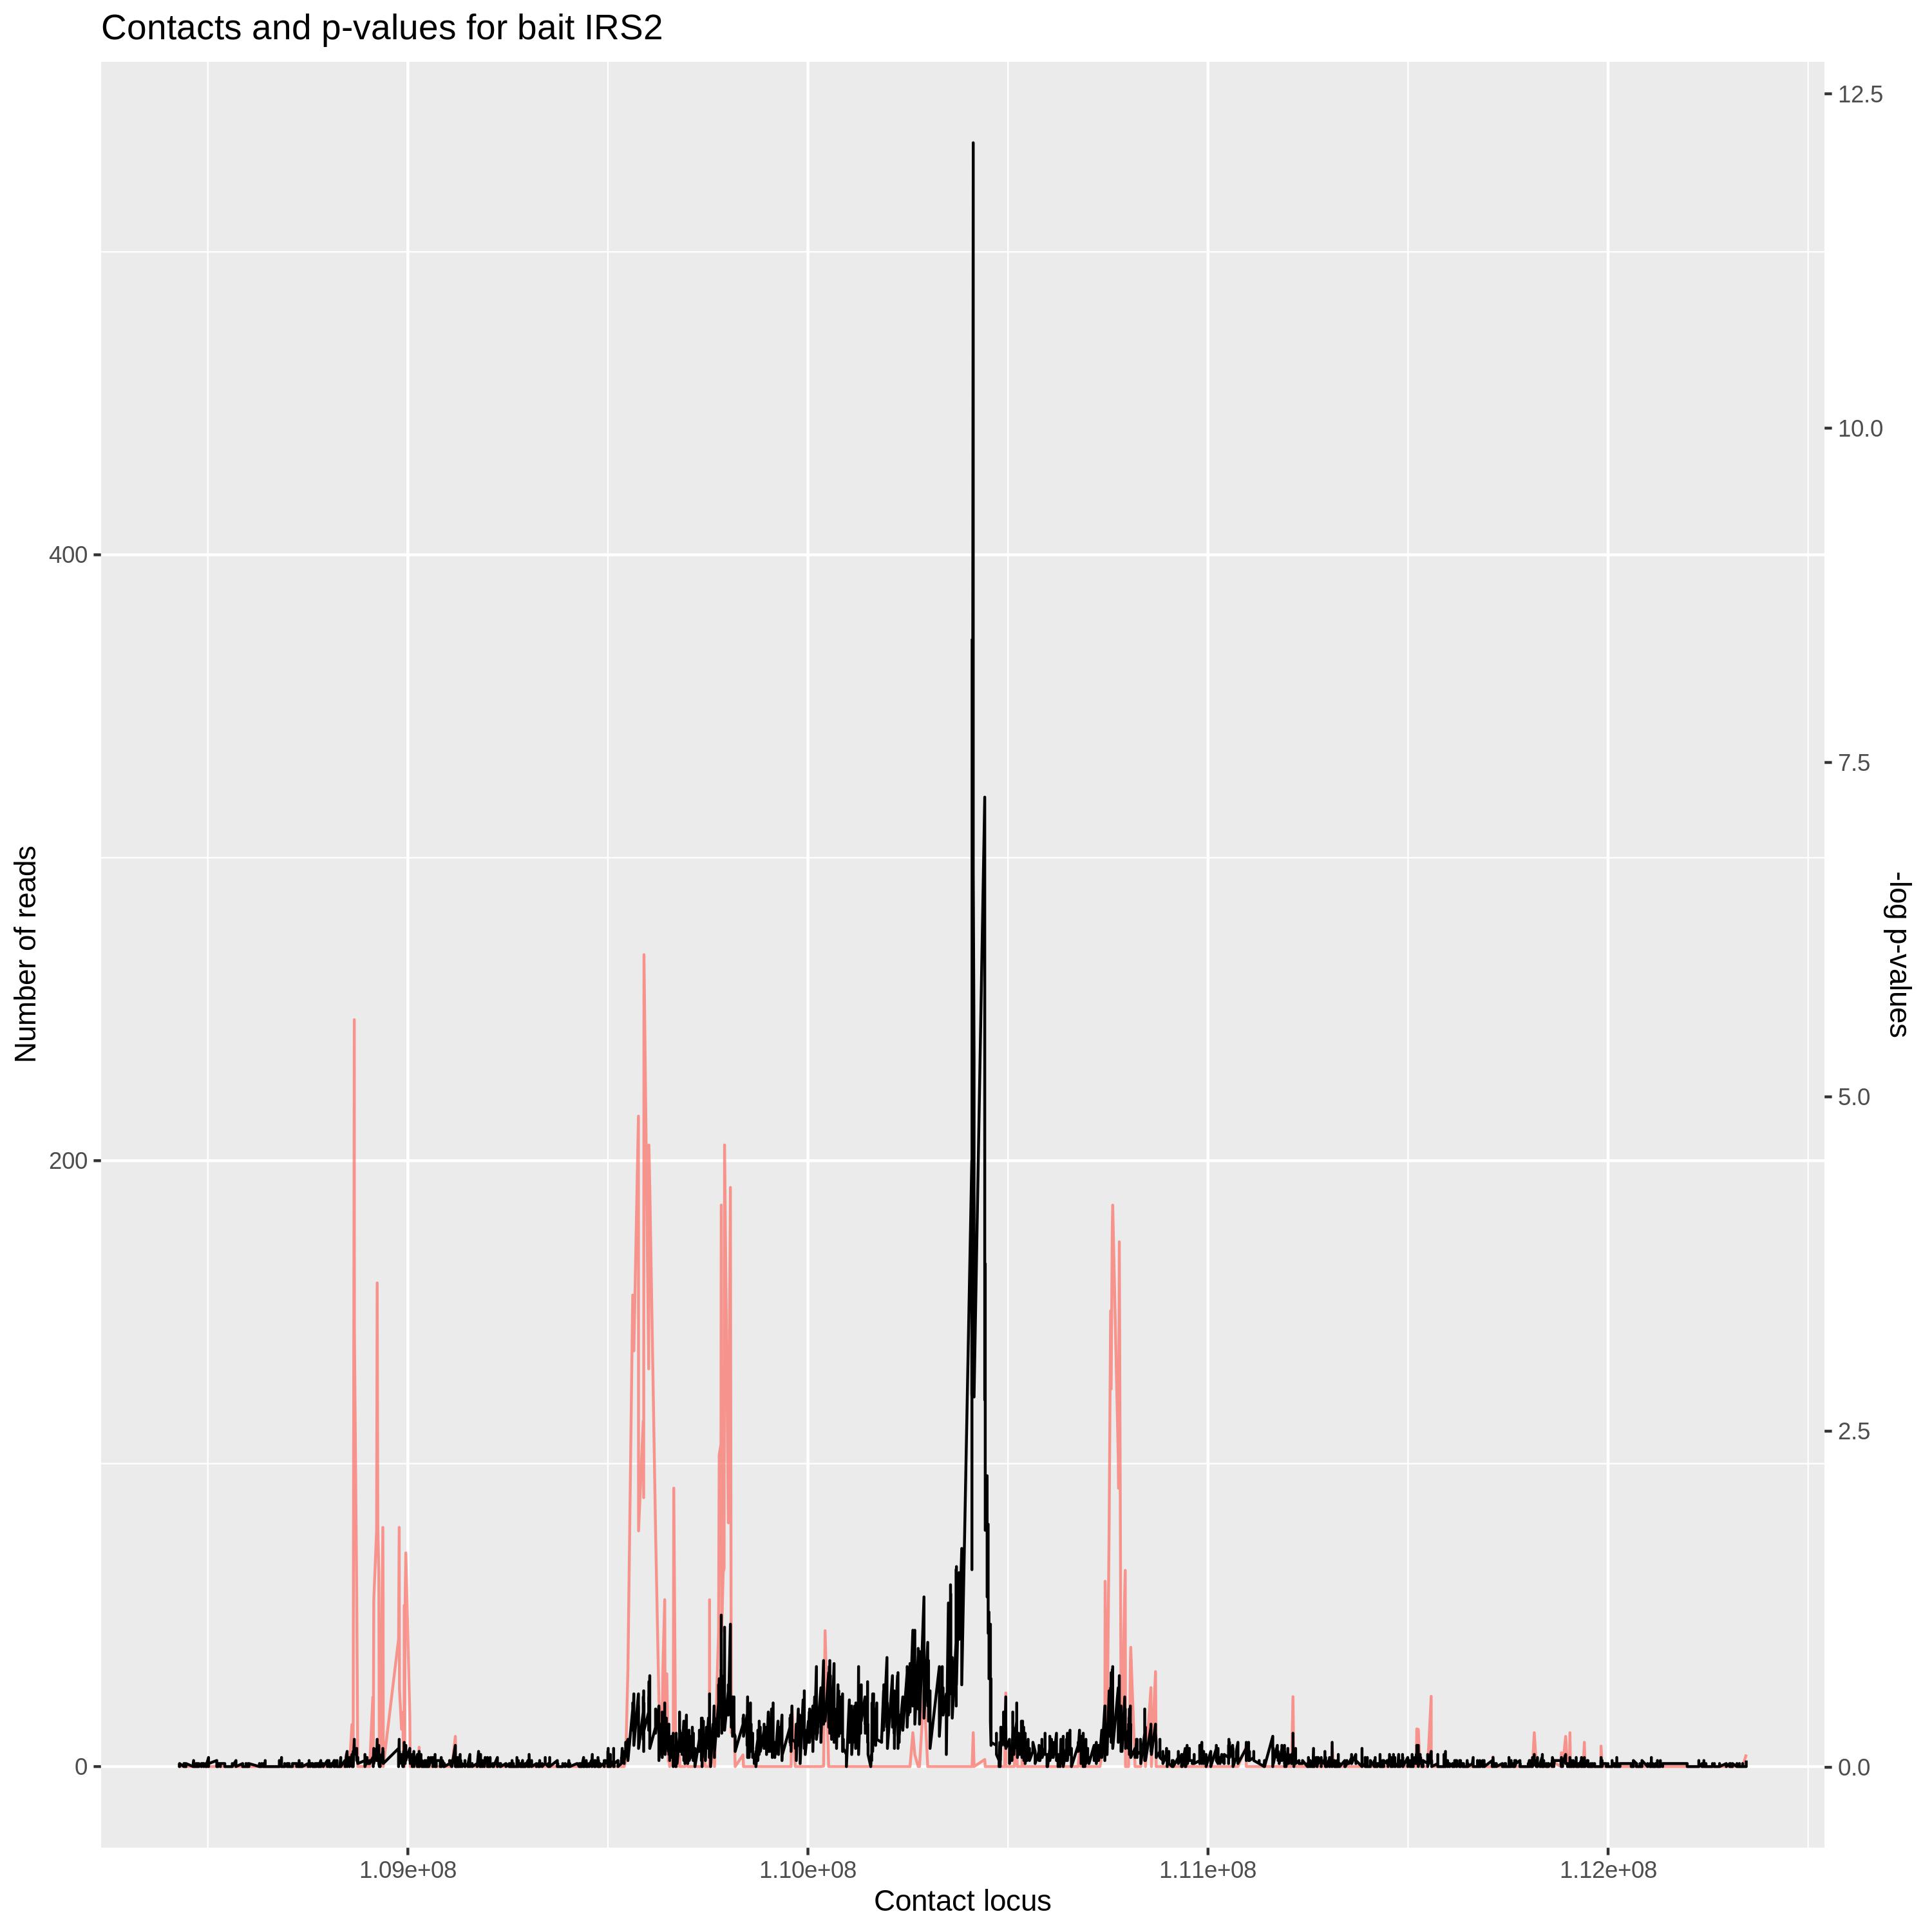 Contacts and p-values for bait IRS2
Number of reads
400
200
0
12.5
10.0
7.5
5.0
2.5
0.0
-log p-values
1.09e+08
1.10e+08
1.11e+08
1.12e+08
Contact locus